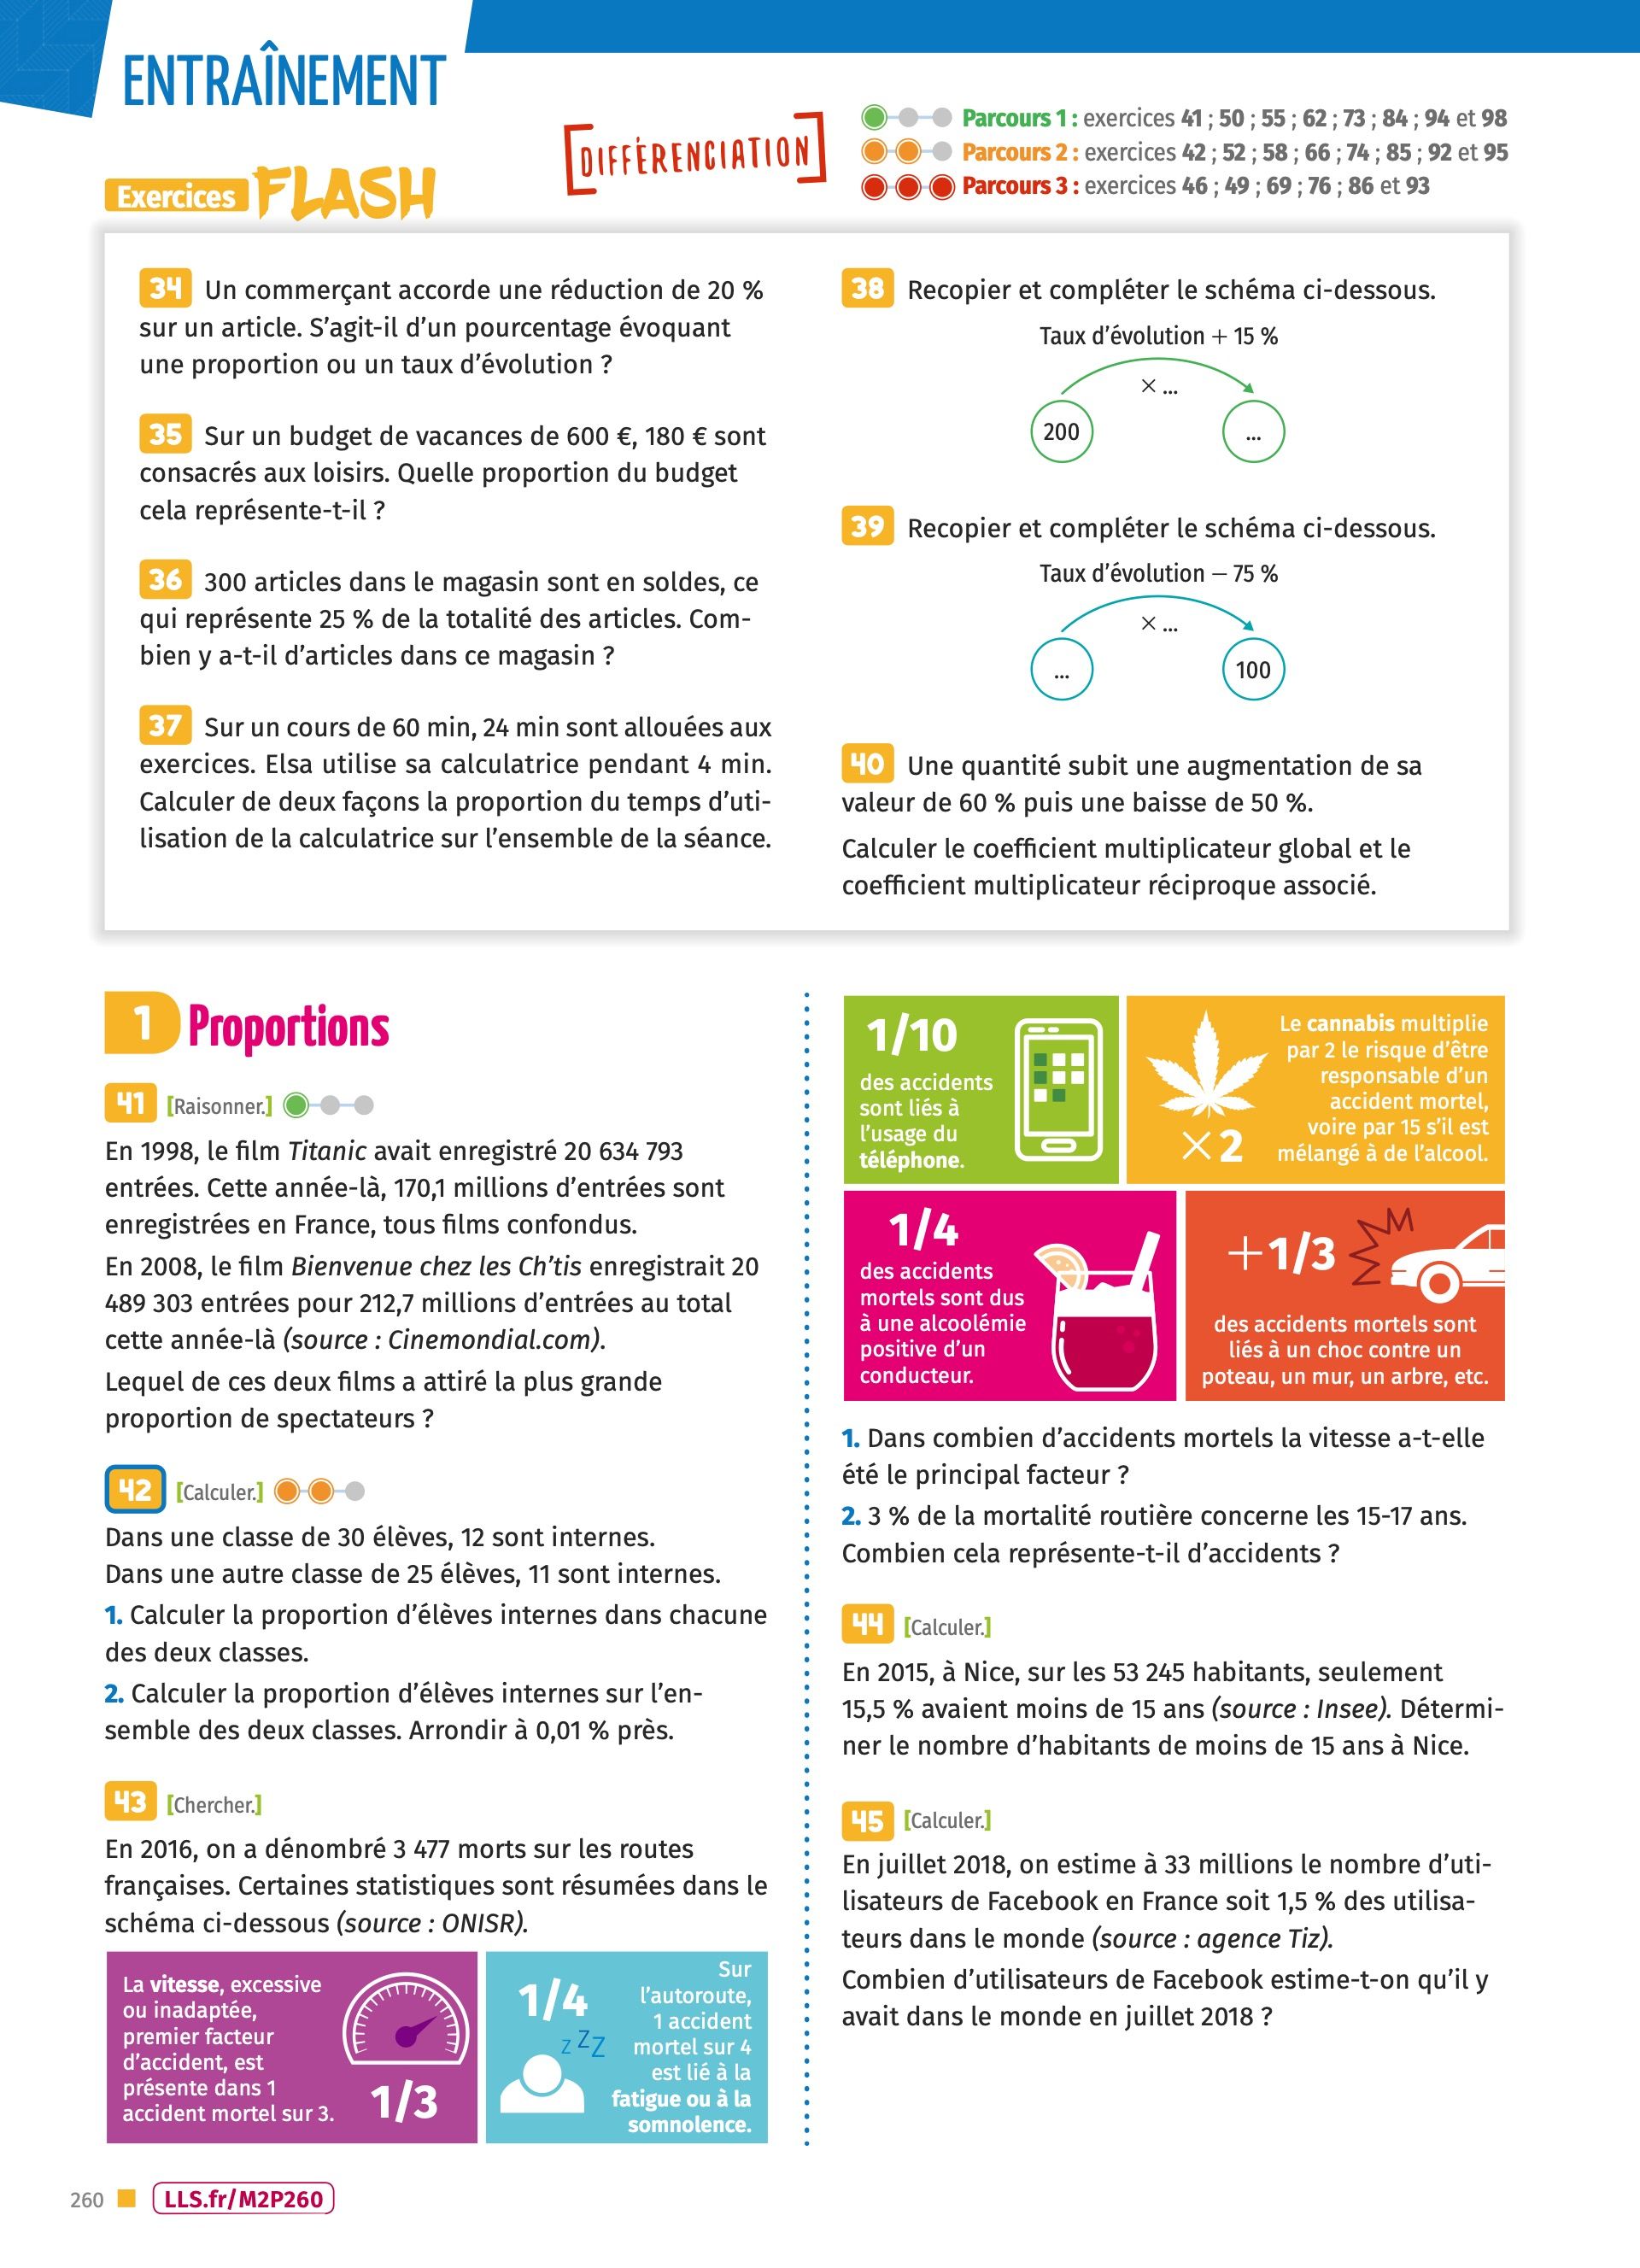 ENTRAÎNEMENT
DIFFÉRENCIATION
Parcours 1 : exercices 41 ; 50 ; 55 ; 62 ; 73 ; 84 ; 94 et 98
Parcours 2 : exercices 42 ; 52 ; 58 ; 66 ; 74 ; 85 ; 92 et 95
Parcours 3 : exercices 46 ; 49 ; 69 ; 76 ; 86 et 93
Exercices FLASH
34 Un commerçant accorde une réduction de 20 %
sur un article. S’agit-il d’un pourcentage évoquant
une proportion ou un taux d’évolution ?
35 Sur un budget de vacances de 600 €, 180 € sont
consacrés aux loisirs. Quelle proportion du budget
cela représente-t-il ?
36 300 articles dans le magasin sont en soldes, ce
qui représente 25 % de la totalité des articles. Com-
bien y a-t-il d’articles dans ce magasin ?
37 Sur un cours de 60 min, 24 min sont allouées aux
exercices. Elsa utilise sa calculatrice pendant 4 min.
Calculer de deux façons la proportion du temps d’uti-
lisation de la calculatrice sur l’ensemble de la séance.
38 Recopier et compléter le schéma ci-dessous.
Taux d’évolution + 15 %
× ...
200
...
39 Recopier et compléter le schéma ci-dessous.
Taux d’évolution − 75 %
× ...
...
100
40 Une quantité subit une augmentation de sa
valeur de 60 % puis une baisse de 50 %.
Calculer le coefficient multiplicateur global et le
coefficient multiplicateur réciproque associé.
1 Proportions
41 [Raisonner.]
En 1998, le film Titanic avait enregistré 20 634 793
entrées. Cette année-là, 170,1 millions d’entrées sont
enregistrées en France, tous films confondus.
En 2008, le film Bienvenue chez les Ch’tis enregistrait 20
489 303 entrées pour 212,7 millions d’entrées au total
cette année-là (source : Cinemondial.com).
Lequel de ces deux films a attiré la plus grande
proportion de spectateurs ?
42 [Calculer.]
Dans une classe de 30 élèves, 12 sont internes.
Dans une autre classe de 25 élèves, 11 sont internes.
1. Calculer la proportion d’élèves internes dans chacune
des deux classes.
2. Calculer la proportion d’élèves internes sur l’en-
semble des deux classes. Arrondir à 0,01 % près.
43 [Chercher.]
En 2016, on a dénombré 3 477 morts sur les routes
françaises. Certaines statistiques sont résumées dans le
schéma ci-dessous (source : ONISR).
La vitesse, excessive
ou inadaptée,
premier facteur
d’accident, est
présente dans 1
accident mortel sur 3.
1/3
1/4
z z z
Sur
l’autoroute,
1 accident
mortel sur 4
est lié à la
fatigue ou à la
somnolence.
1/10
des accidents
sont liés à
l’usage du
téléphone.
×2
Le cannabis multiplie
par 2 le risque d’être
responsable d’un
accident mortel,
voire par 15 s’il est
mélangé à de l’alcool.
1/4
des accidents
mortels sont dus
à une alcoolémie
positive d’un
conducteur.
+1/3
des accidents mortels sont
liés à un choc contre un
poteau, un mur, un arbre, etc.
1. Dans combien d’accidents mortels la vitesse a-t-elle
été le principal facteur ?
2. 3 % de la mortalité routière concerne les 15-17 ans.
Combien cela représente-t-il d’accidents ?
44 [Calculer.]
En 2015, à Nice, sur les 53 245 habitants, seulement
15,5 % avaient moins de 15 ans (source : Insee). Détermi-
ner le nombre d’habitants de moins de 15 ans à Nice.
45 [Calculer.]
En juillet 2018, on estime à 33 millions le nombre d’uti-
lisateurs de Facebook en France soit 1,5 % des utilisa-
teurs dans le monde (source : agence Tiz).
Combien d’utilisateurs de Facebook estime-t-on qu’il y
avait dans le monde en juillet 2018 ?
260
LLS.fr/M2P260